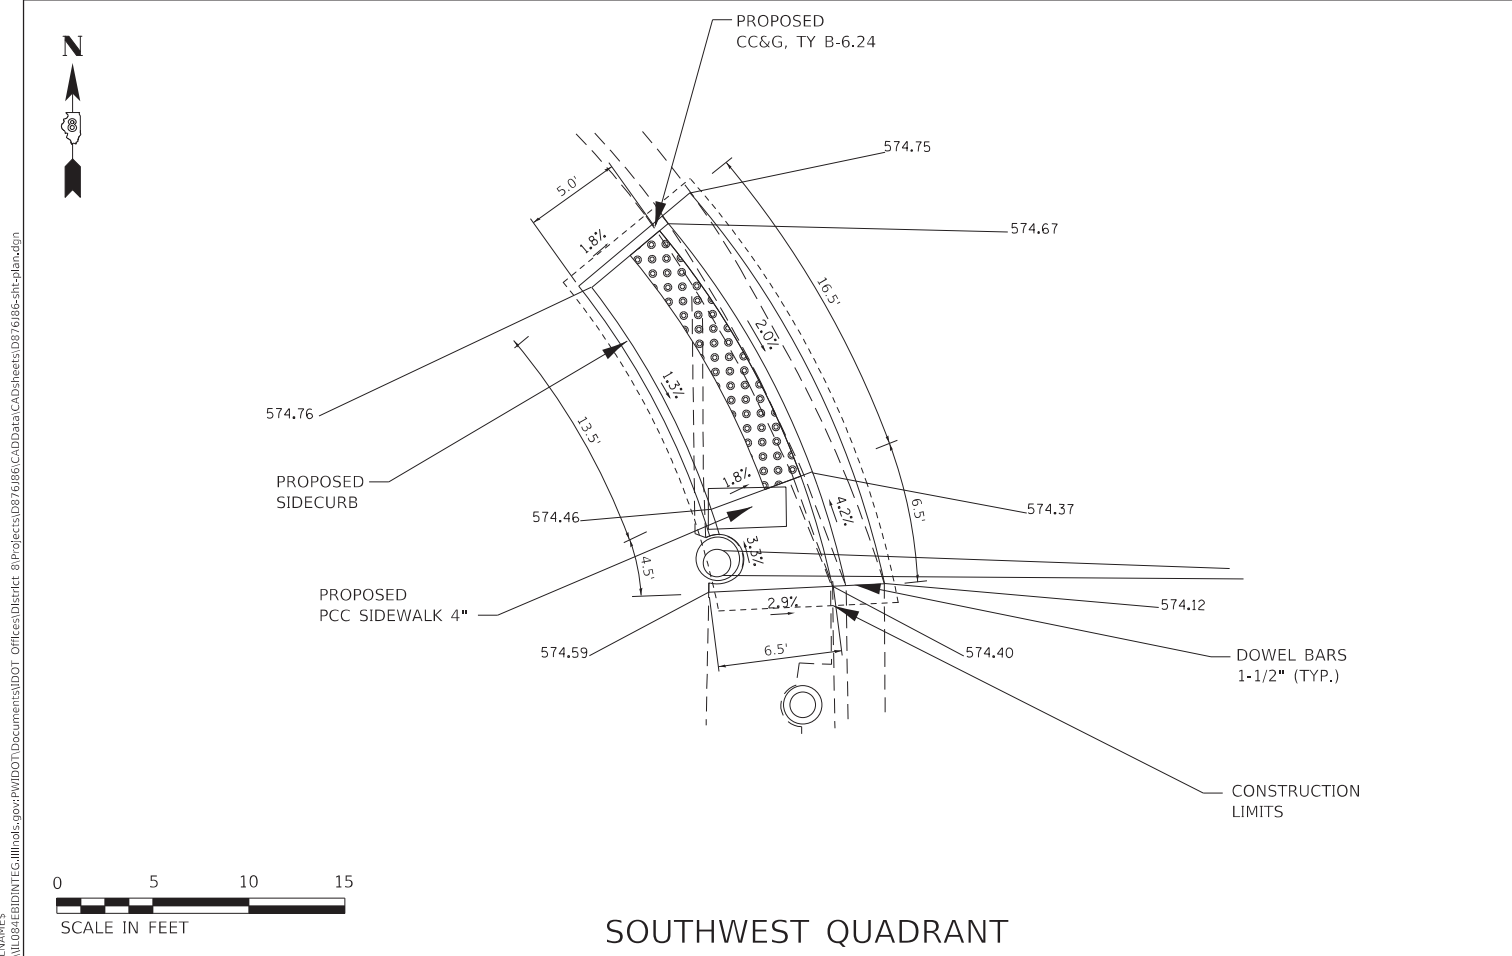 PROPOSED
CC&G, TY B-6.24
N
574.75
5.0'
574.67
1.8%
16.5'
2.0%
1.3%
574.76
13.5'
PROPOSED
SIDECURB
1.8%
574.46
574.37
4.2%
6.5'
3.3%
4.5'
PROPOSED
PCC SIDEWALK 4"
2.9%
574.12
574.59
6.5'
574.40
DOWEL BARS
1-1/2" (TYP.)
CONSTRUCTION
LIMITS
0 5 10 15
SCALE IN FEET
SOUTHWEST QUADRANT